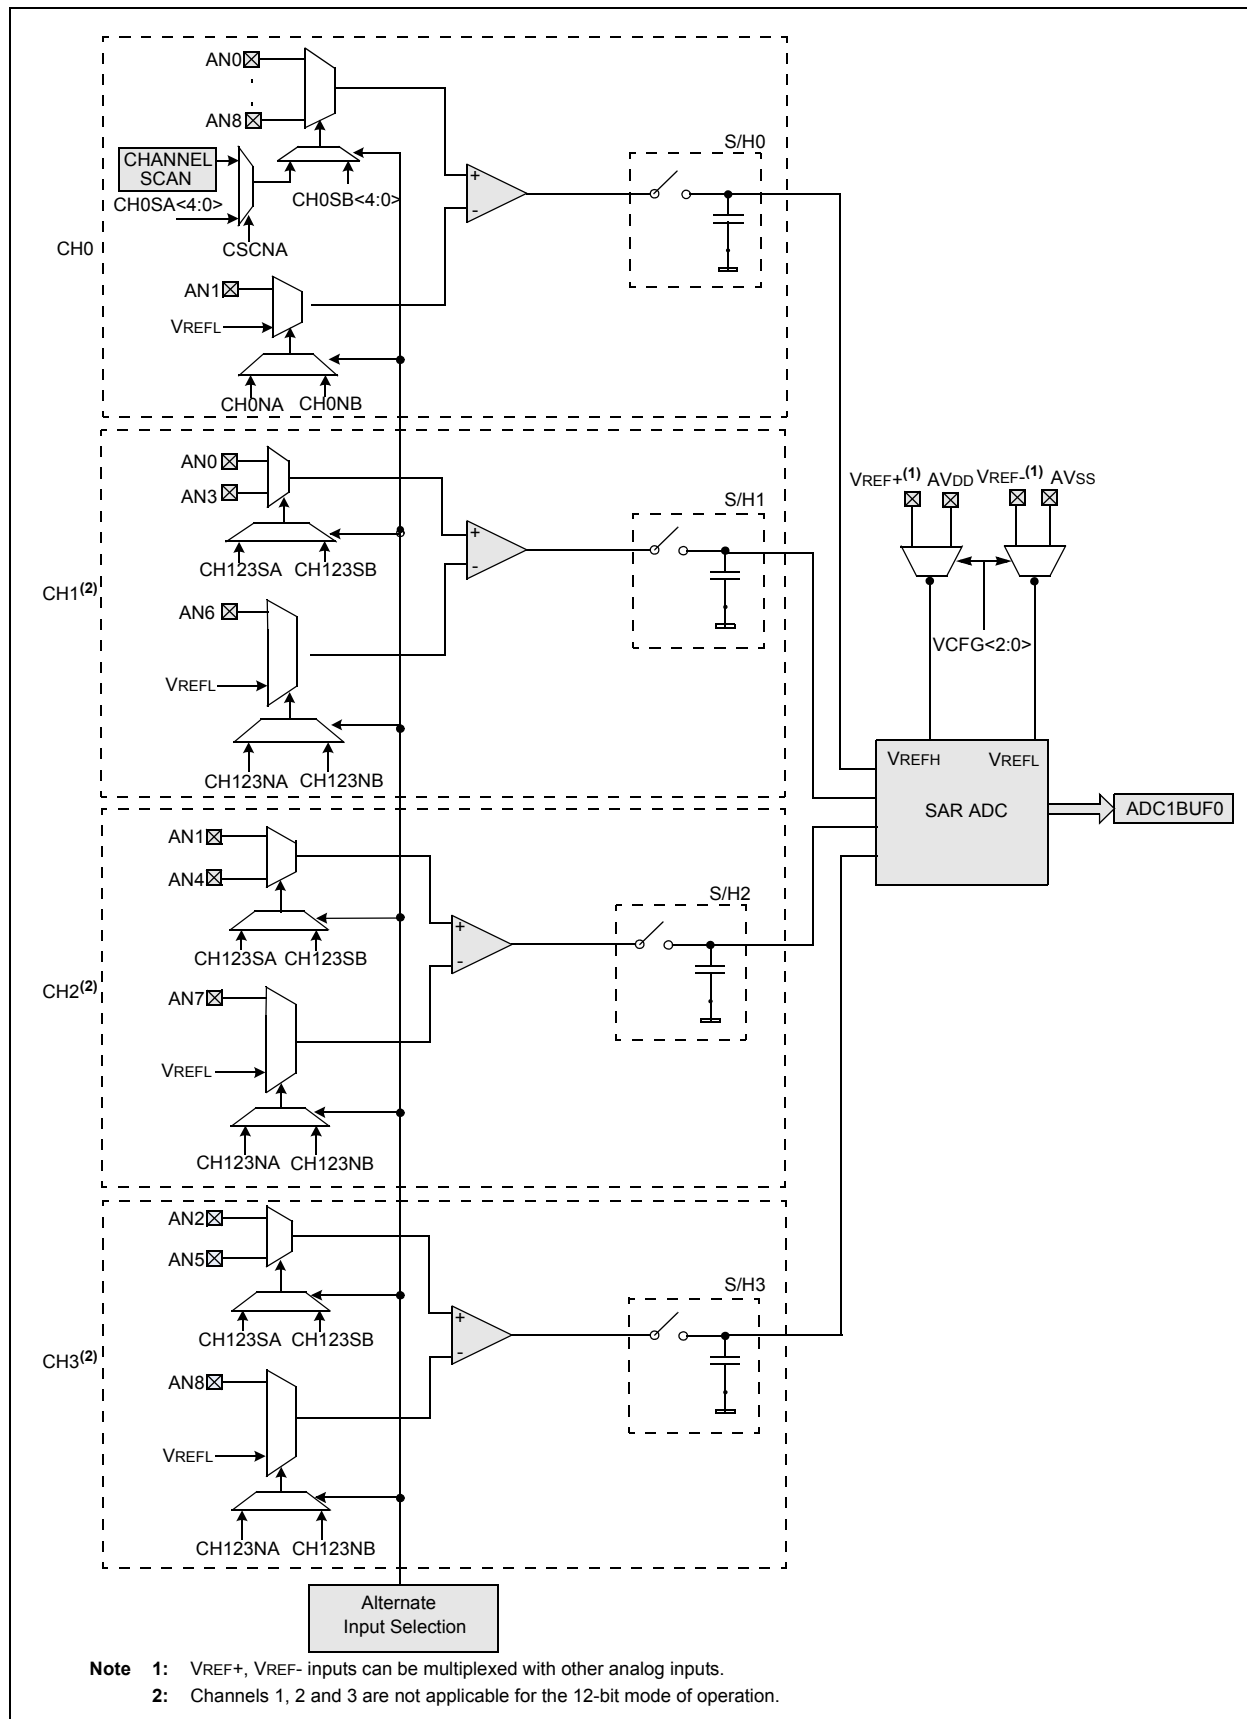 AN0
AN8
CHANNEL
SCAN
CH0SA<4:0>
CH0SB<4:0>
CSCNA
CH0
AN1
VREFL
CH0NA CH0NB
+
-
S/H0
AN0
AN3
CH123SA CH123SB
CH1(2)
AN6
VREFL
CH123NA CH123NB
+
-
S/H1
VREF+(1) AVDD VREF-(1) AVSS
VCFG<2:0>
VREFH VREFL
SAR ADC
ADC1BUF0
AN1
AN4
CH123SA CH123SB
CH2(2)
AN7
VREFL
CH123NA CH123NB
+
-
S/H2
AN2
AN5
CH123SA CH123SB
CH3(2)
AN8
VREFL
CH123NA CH123NB
+
-
S/H3
Alternate
Input Selection
Note 1: VREF+, VREF- inputs can be multiplexed with other analog inputs.
2: Channels 1, 2 and 3 are not applicable for the 12-bit mode of operation.